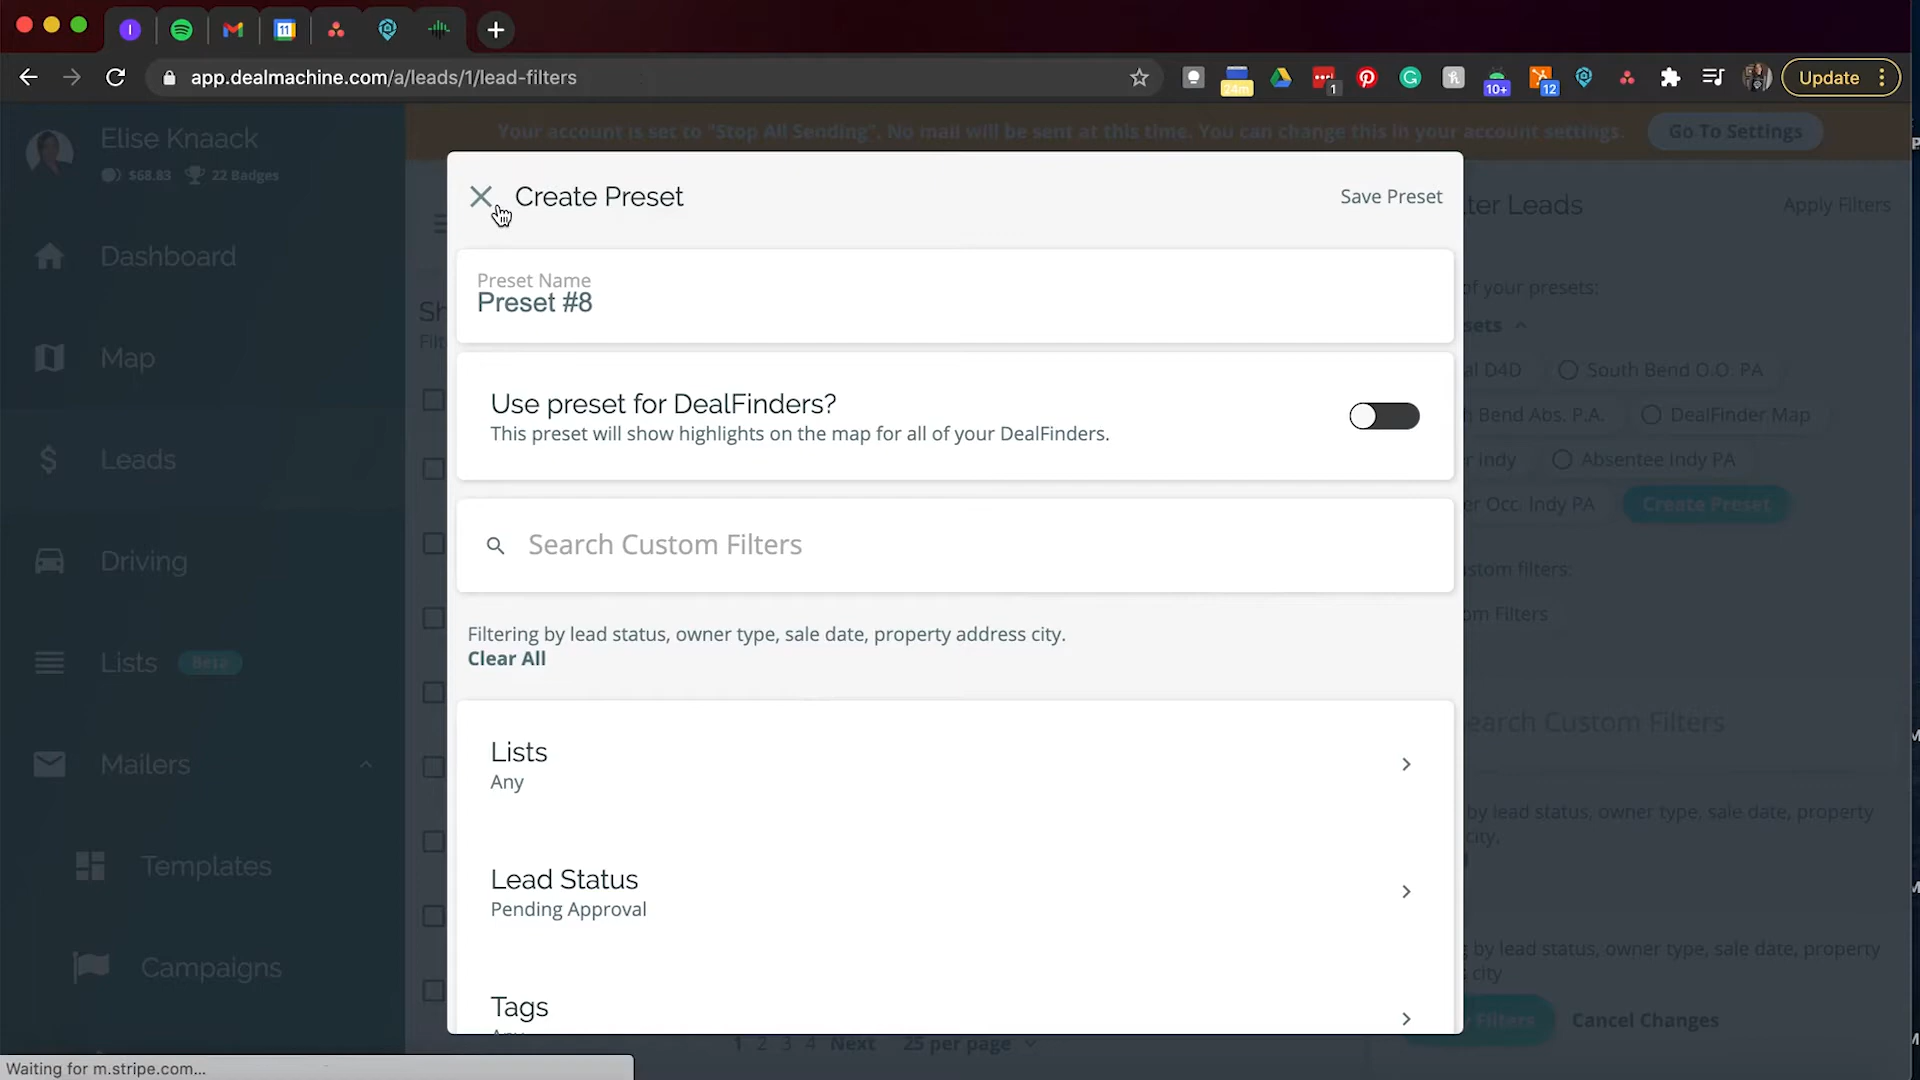 app.dealmachine.com/a/leads/1/lead-filters
24m
1
10+
12
Update
11
Elise Knaack
$68.83 22 Badges
Dashboard
Map
Leads
Driving
Lists Beta
Mailers
Templates
Campaigns
Your account is set to "Stop All Sending". No mail will be sent at this time. You can change this in your account settings.
Go To Settings
Create Preset
Save Preset
Preset Name
Preset #8
Use preset for DealFinders?
This preset will show highlights on the map for all of your DealFinders.
Search Custom Filters
Filtering by lead status, owner type, sale date, property address city.
Clear All
Lists
Any
Lead Status
Pending Approval
Tags
Leads
Apply Filters
of your presets:
D4D
South Bend O.O. PA
Bend Abs. P.A.
DealFinder Map
Indy
Absentee Indy PA
Occ. Indy PA
Create Preset
filters:
Filters
Custom Filters
by lead status, owner type, sale date, property
city,
by lead status, owner type, sale date, property
city
Filters
Cancel Changes
1 2 3 4 Next 25 per page
Waiting for m.stripe.com...